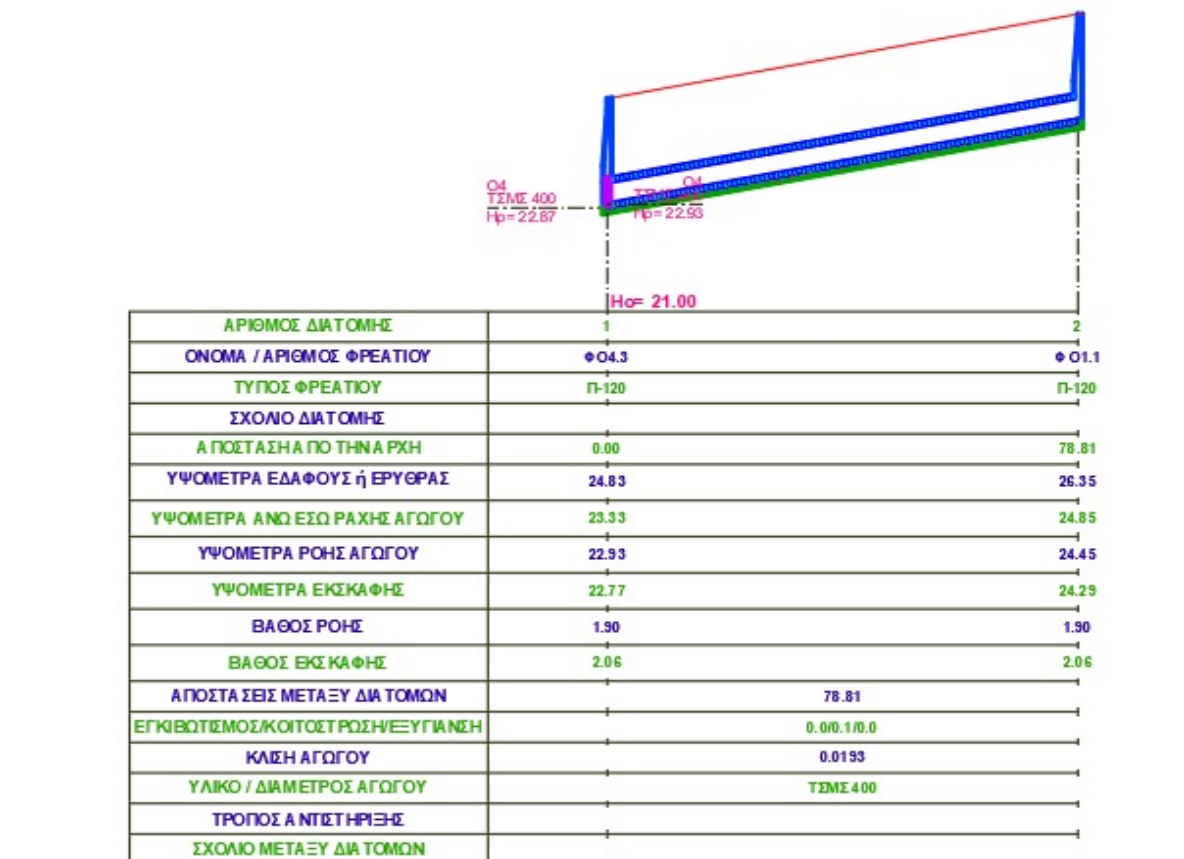 Ο4
ΤΣΜΣ 400
Hρ= 22.87
Ο4
Hρ= 22.93
Ho= 21.00
ΑΡΙΘΜΟΣ ΔΙΑΤΟΜΗΣ 1 2
ΟΝΟΜΑ / ΑΡΙΘΜΟΣ ΦΡΕΑΤΙΟΥ ΦΟ4.3 ΦΟ1.1
ΤΥΠΟΣ ΦΡΕΑΤΙΟΥ Π-120 Π-120
ΣΧΟΛΙΟ ΔΙΑΤΟΜΗΣ
ΑΠΟΣΤΑΣΗ ΑΠΟ ΤΗΝ ΑΡΧΗ 0.00 78.81
ΥΨΟΜΕΤΡΑ ΕΔΑΦΟΥΣ ή ΕΡΥΘΡΑΣ 24.83 26.35
ΥΨΟΜΕΤΡΑ ΑΝΩ ΕΣΩ ΡΑΧΗΣ ΑΓΩΓΟΥ 23.33 24.85
ΥΨΟΜΕΤΡΑ ΡΟΗΣ ΑΓΩΓΟΥ 22.93 24.45
ΥΨΟΜΕΤΡΑ ΕΚΣΚΑΦΗΣ 22.77 24.29
ΒΑΘΟΣ ΡΟΗΣ 1.90 1.90
ΒΑΘΟΣ ΕΚΣΚΑΦΗΣ 2.06 2.06
ΑΠΟΣΤΑΣΕΙΣ ΜΕΤΑΞΥ ΔΙΑΤΟΜΩΝ 78.81
ΕΓΚΙΒΩΤΙΣΜΟΣ/ΚΟΙΤΟΣΤΡΩΣΗ/ΕΞΥΓΙΑΝΣΗ 0.0/0.1/0.0
ΚΛΙΣΗ ΑΓΩΓΟΥ 0.0193
ΥΛΙΚΟ / ΔΙΑΜΕΤΡΟΣ ΑΓΩΓΟΥ ΤΣΜΣ 400
ΤΡΟΠΟΣ ΑΝΤΙΣΤΗΡΙΞΗΣ
ΣΧΟΛΙΟ ΜΕΤΑΞΥ ΔΙΑΤΟΜΩΝ